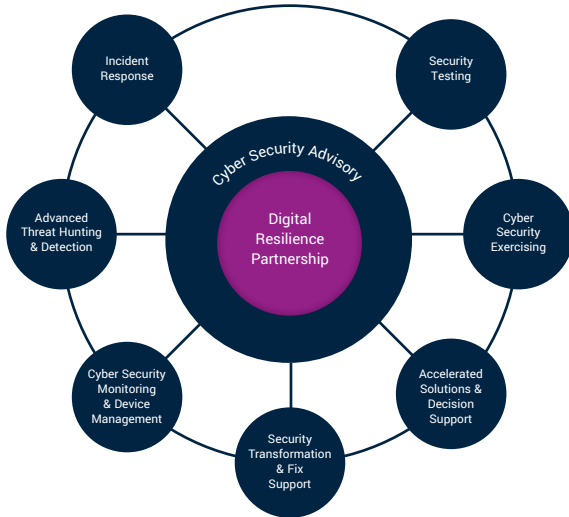 Incident
Response
Security
Testing
Cyber Security Advisory
Digital
Resilience
Partnership
Advanced
Threat Hunting
& Detection
Cyber
Security
Exercising
Cyber Security
Monitoring
& Device
Management
Accelerated
Solutions &
Decision
Support
Security
Transformation
& Fix
Support